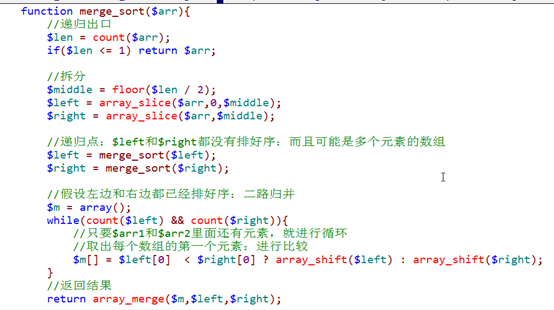 function merge_sort($arr){
//递归出口
$len = count($arr);
if($len <= 1) return $arr;
//拆分
$middle = floor($len / 2);
$left = array_slice($arr,0,$middle);
$right = array_slice($arr,$middle);
//递归点：$left和$right都没有排好序：而且可能是多个元素的数组
$left = merge_sort($left);
$right = merge_sort($right);
//假设左边和右边都已经排好序：二路归并
$m = array();
while(count($left) && count($right)){
//只要$arr1和$arr2里面还有元素，就进行循环
//取出每个数组的第一个元素：进行比较
$m[] = $left[0]  < $right[0] ? array_shift($left) : array_shift($right);
}
//返回结果
return array_merge($m,$left,$right);